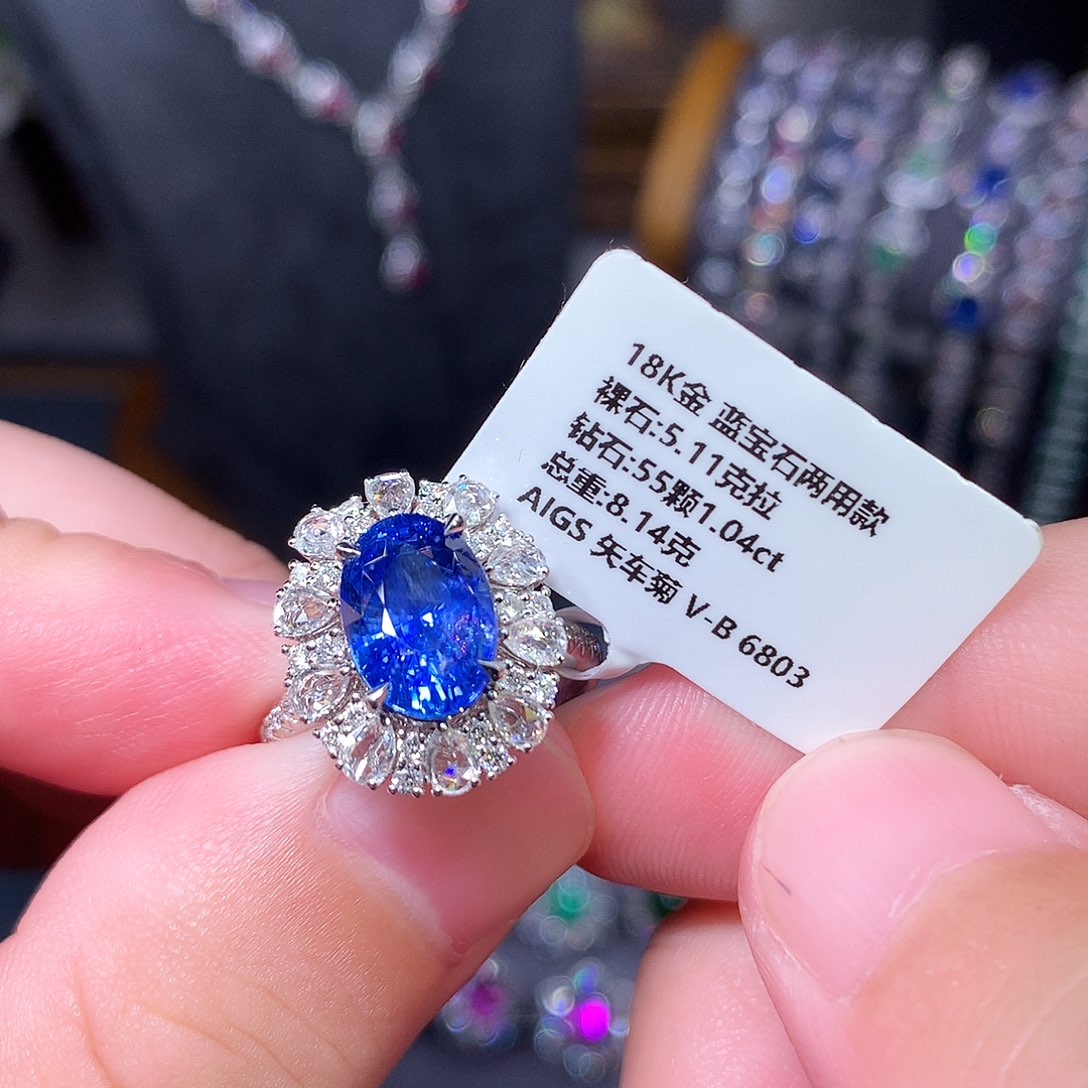 18K金 蓝宝石两用款
裸石:5.11克拉
钻石:55颗1.04ct
总重:8.14克
AIGS 矢车菊 V-B 6803